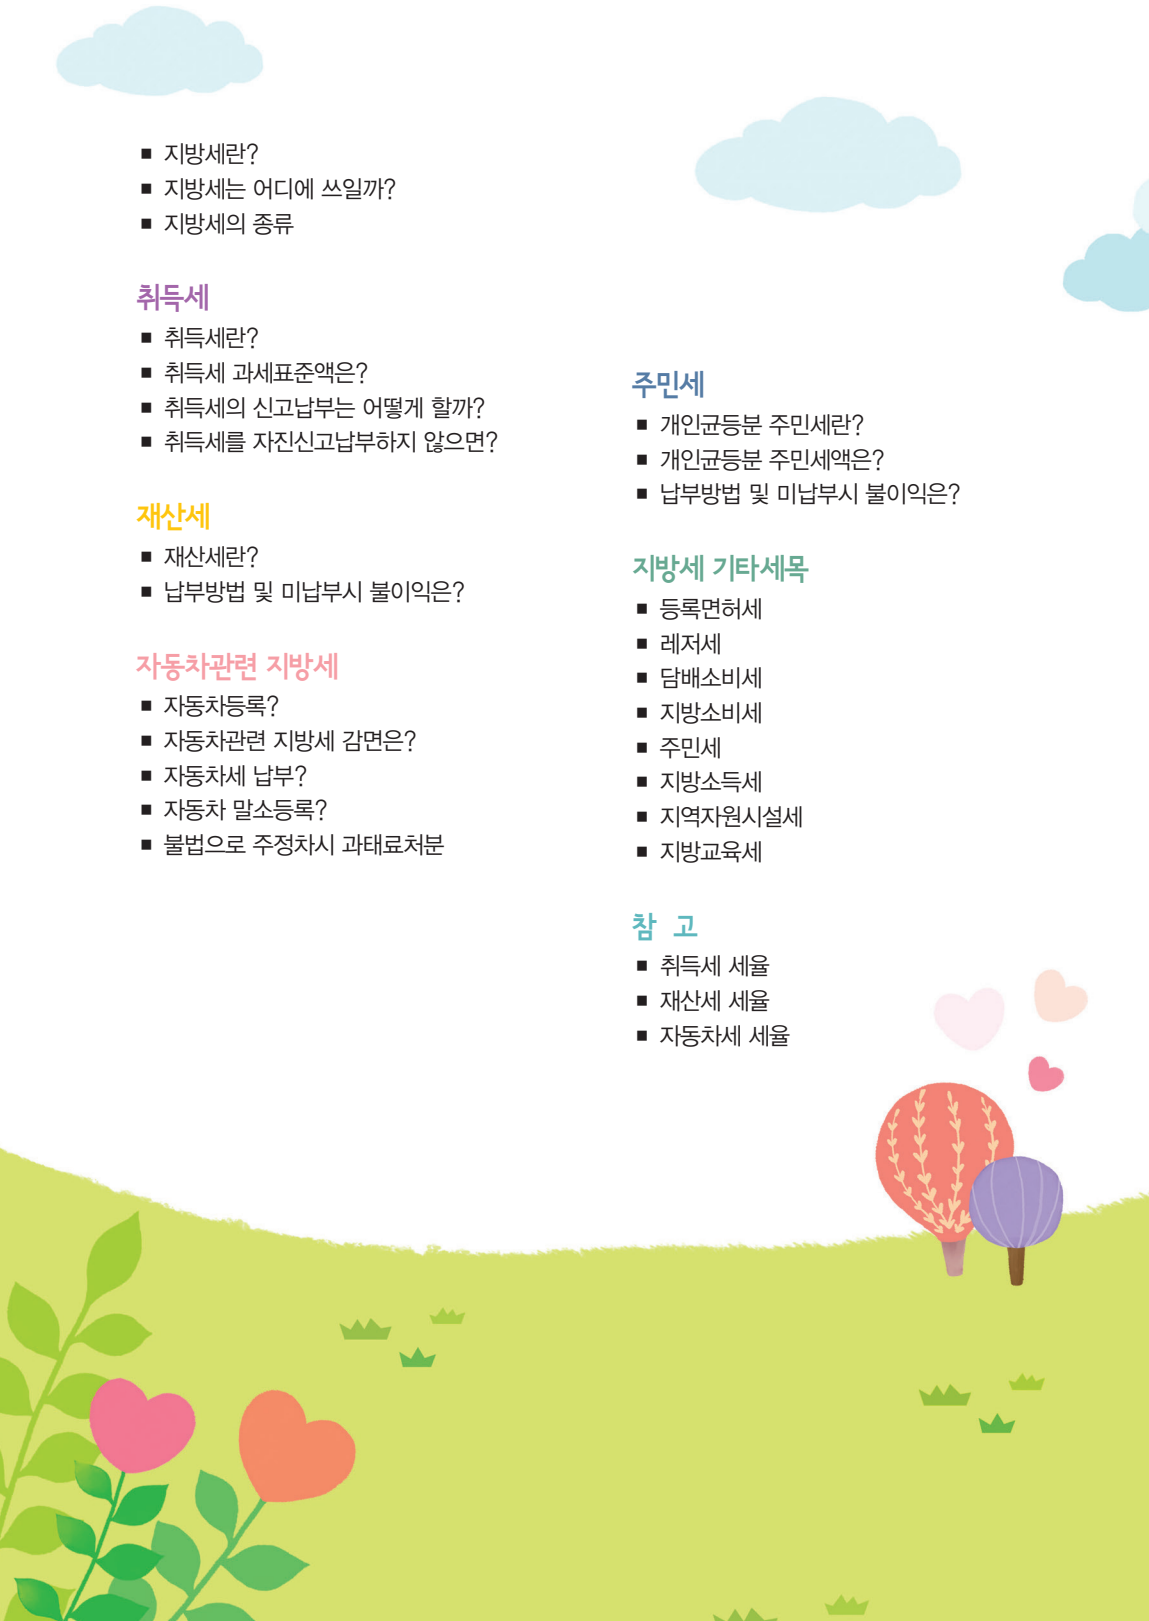 ■ 지방세란?
■ 지방세는 어디에 쓰일까?
■ 지방세의 종류
취득세
■ 취득세란?
■ 취득세 과세표준액은?
■ 취득세의 신고납부는 어떻게 할까?
■ 취득세를 자진신고납부하지 않으면?
재산세
■ 재산세란?
■ 납부방법 및 미납부시 불이익은?
자동차관련 지방세
■ 자동차등록?
■ 자동차관련 지방세 감면은?
■ 자동차세 납부?
■ 자동차 말소등록?
■ 불법으로 주정차시 과태료처분
주민세
■ 개인균등분 주민세란?
■ 개인균등분 주민세액은?
■ 납부방법 및 미납부시 불이익은?
지방세 기타세목
■ 등록면허세
■ 레저세
■ 담배소비세
■ 지방소비세
■ 주민세
■ 지방소득세
■ 지역자원시설세
■ 지방교육세
참 고
■ 취득세 세율
■ 재산세 세율
■ 자동차세 세율